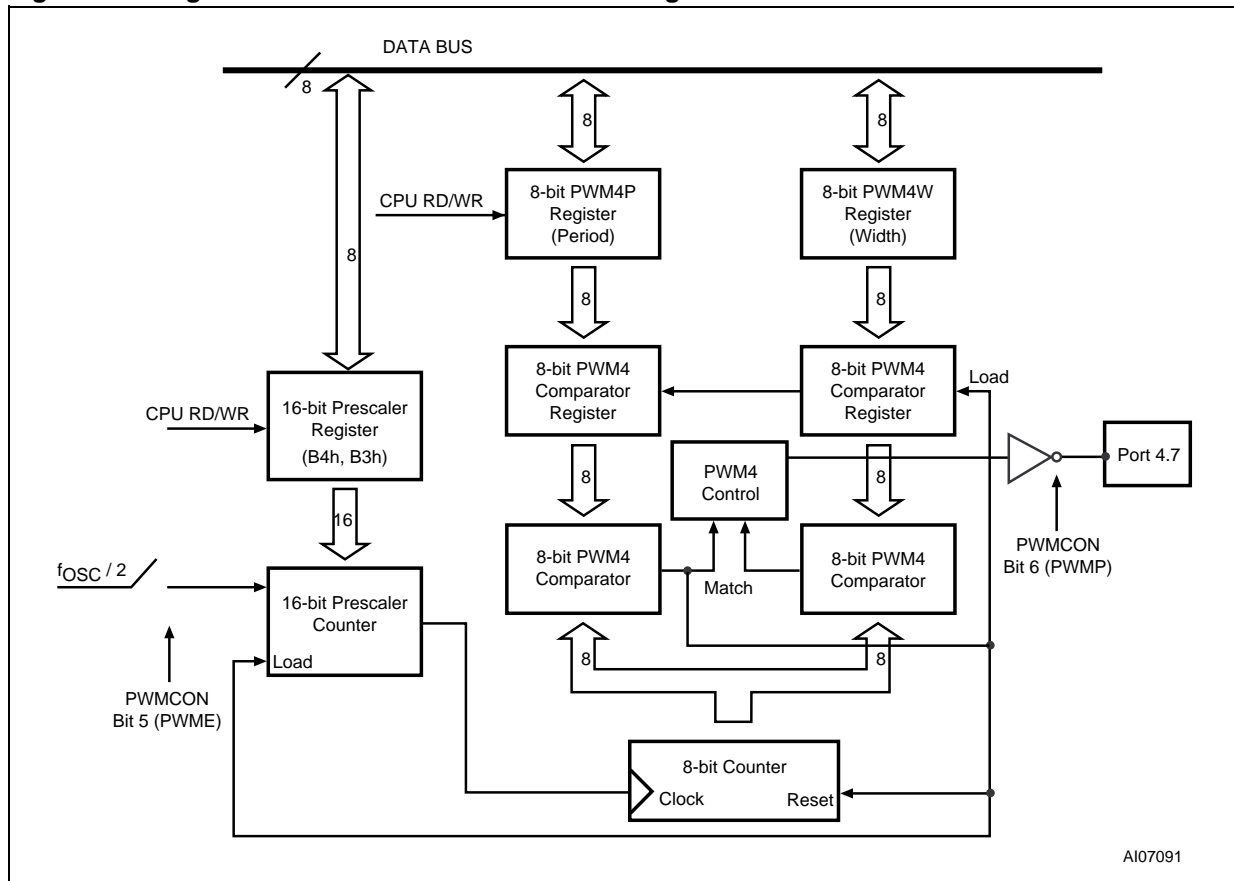 DATA BUS
8
8
8
8
CPU RD/WR
8-bit PWM4P
Register
(Period)
8-bit PWM4W
Register
(Width)
8
8
CPU RD/WR
16-bit Prescaler
Register
(B4h, B3h)
8-bit PWM4
Comparator
Register
8-bit PWM4
Comparator
Register
Load
8
PWM4
Control
8
Port 4.7
16
fOSC / 2
16-bit Prescaler
Counter
Load
8-bit PWM4
Comparator
Match
8-bit PWM4
Comparator
PWMCON
Bit 6 (PWMP)
8
8
PWMCON
Bit 5 (PWME)
8-bit Counter
Clock
Reset
AI07091